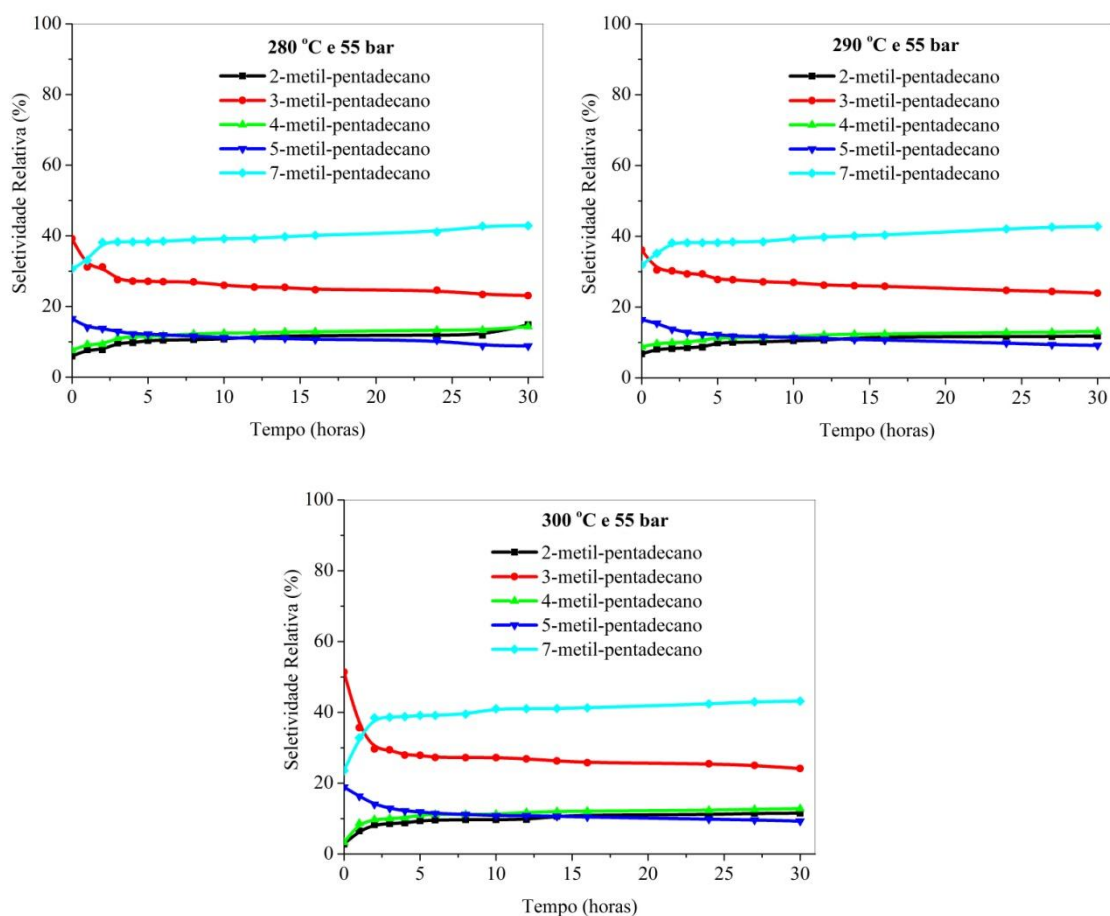 280 °C e 55 bar
2-metil-pentadecano
3-metil-pentadecano
4-metil-pentadecano
5-metil-pentadecano
7-metil-pentadecano
Seletividade Relativa (%)
100
80
60
40
20
0
0 5 10 15 20 25 30
Tempo (horas)
290 °C e 55 bar
2-metil-pentadecano
3-metil-pentadecano
4-metil-pentadecano
5-metil-pentadecano
7-metil-pentadecano
Seletividade Relativa (%)
100
80
60
40
20
0
0 5 10 15 20 25 30
Tempo (horas)
300 °C e 55 bar
2-metil-pentadecano
3-metil-pentadecano
4-metil-pentadecano
5-metil-pentadecano
7-metil-pentadecano
Seletividade Relativa (%)
100
80
60
40
20
0
0 5 10 15 20 25 30
Tempo (horas)